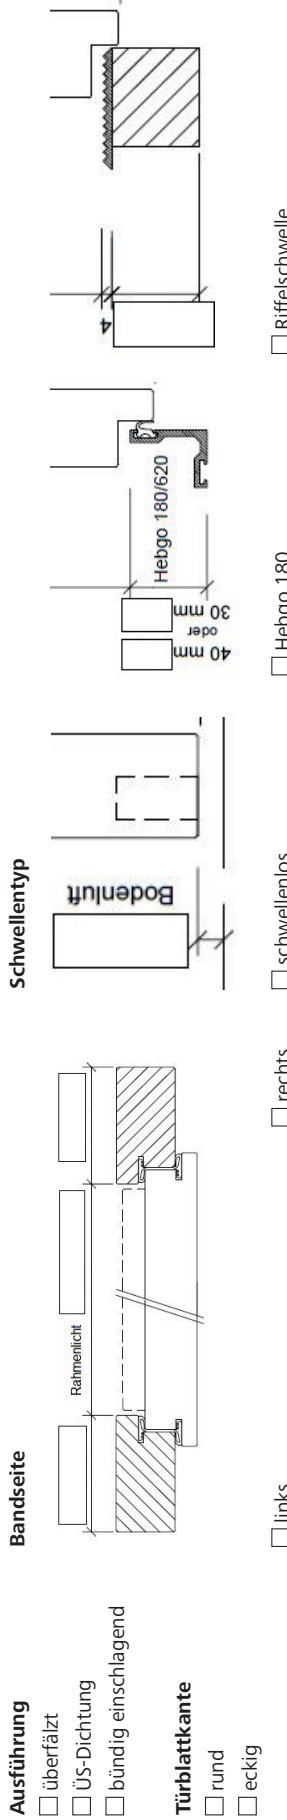 Ausführung
überfälzt
ÜS-Dichtung
bündig einschlagend
Türblattkante
rund
eckig
Bandseite
Rahmenlicht
links
rechts
Schwellentyp
Bodenluft
schwellenlos
40 mm
oder
30 mm
Hebgo 180/620
Hebgo 180
4
Riffelschwelle